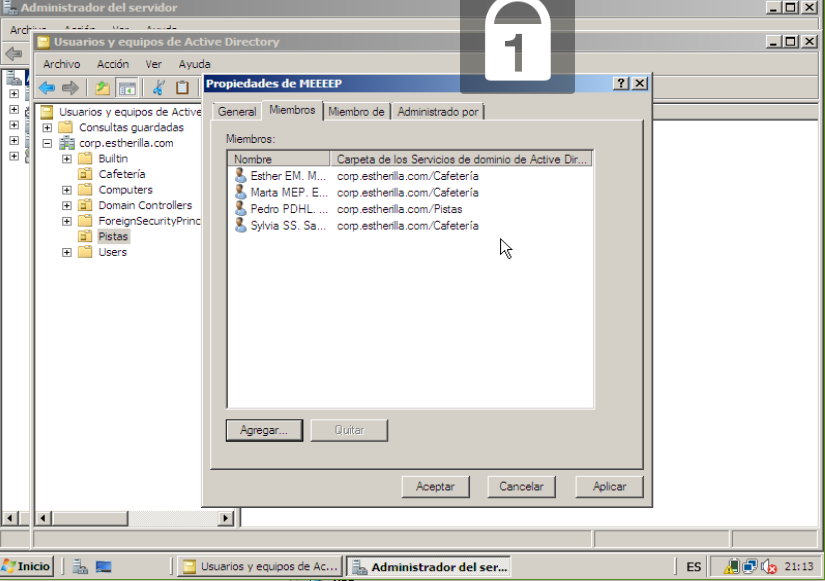 Administrador del servidor
Usuarios y equipos de Active Directory
Archivo Acción Ver Ayuda
1
Propiedades de MEEEEP
General Miembros Miembro de Administrado por
Miembros:
Nombre Carpeta de los Servicios de dominio de Active Dir...
Esther EM. M... corp.estherilla.com/Cafetería
Marta MEP. E... corp.estherilla.com/Cafetería
Pedro PDHL. ... corp.estherilla.com/Pistas
Sylvia SS. Sa... corp.estherilla.com/Cafetería
Agregar... Quitar
Aceptar Cancelar Aplicar
Usuarios y equipos de Active
Consultas guardadas
corp.estherilla.com
Builtin
Cafetería
Computers
Domain Controllers
ForeignSecurityPrinc
Pistas
Users
Inicio Usuarios y equipos de Ac... Administrador del ser... ES 21:13